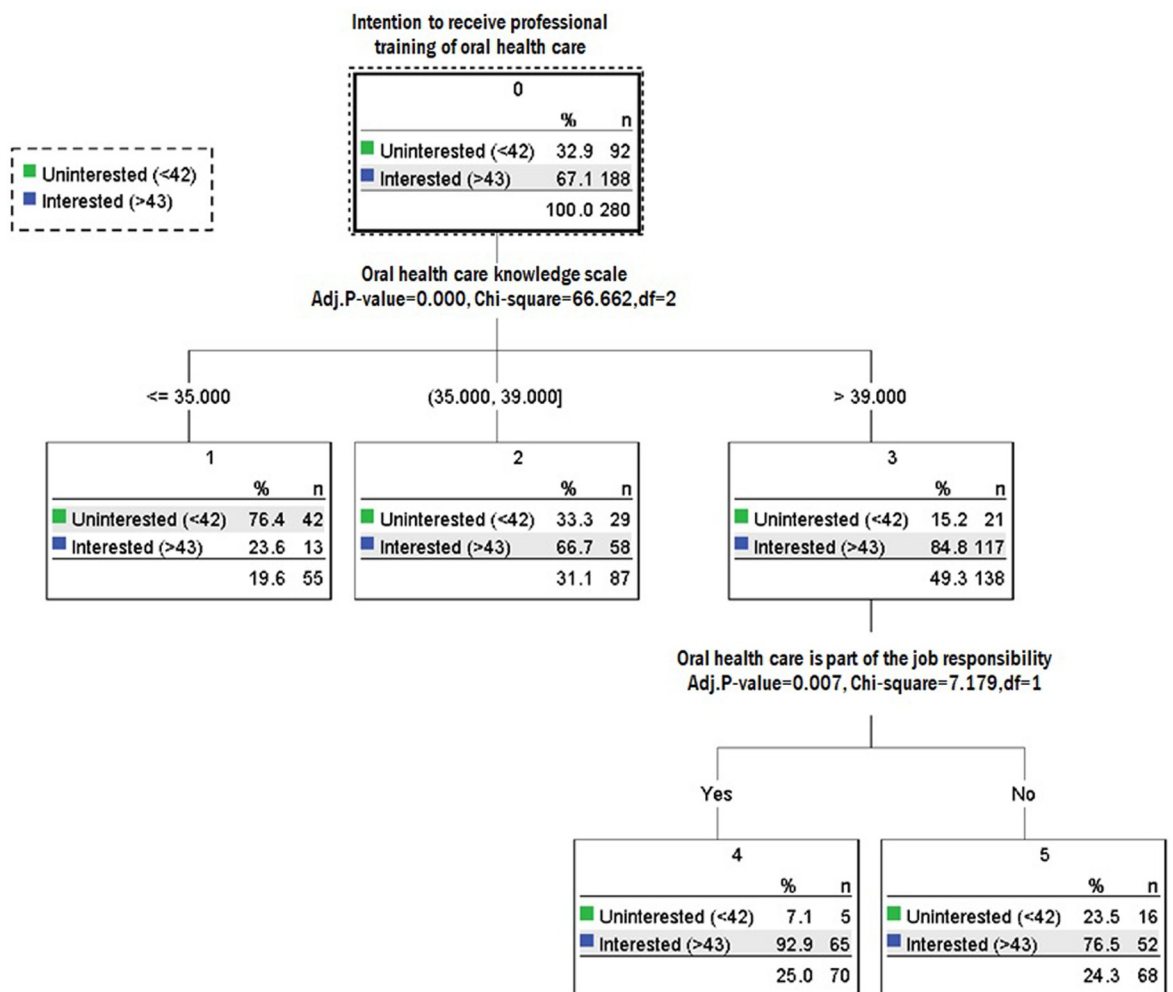 Intention to receive professional
training of oral health care
0
% n
Uninterested (<42) 32.9 92
Interested (>43) 67.1 188
100.0 280
Uninterested (<42)
Interested (>43)
Oral health care knowledge scale
Adj.P-value=0.000, Chi-square=66.662,df=2
<= 35.000
(35.000, 39.000]
> 39.000
1
% n
Uninterested (<42) 76.4 42
Interested (>43) 23.6 13
19.6 55
2
% n
Uninterested (<42) 33.3 29
Interested (>43) 66.7 58
31.1 87
3
% n
Uninterested (<42) 15.2 21
Interested (>43) 84.8 117
49.3 138
Oral health care is part of the job responsibility
Adj.P-value=0.007, Chi-square=7.179,df=1
Yes
No
4
% n
Uninterested (<42) 7.1 5
Interested (>43) 92.9 65
25.0 70
5
% n
Uninterested (<42) 23.5 16
Interested (>43) 76.5 52
24.3 68